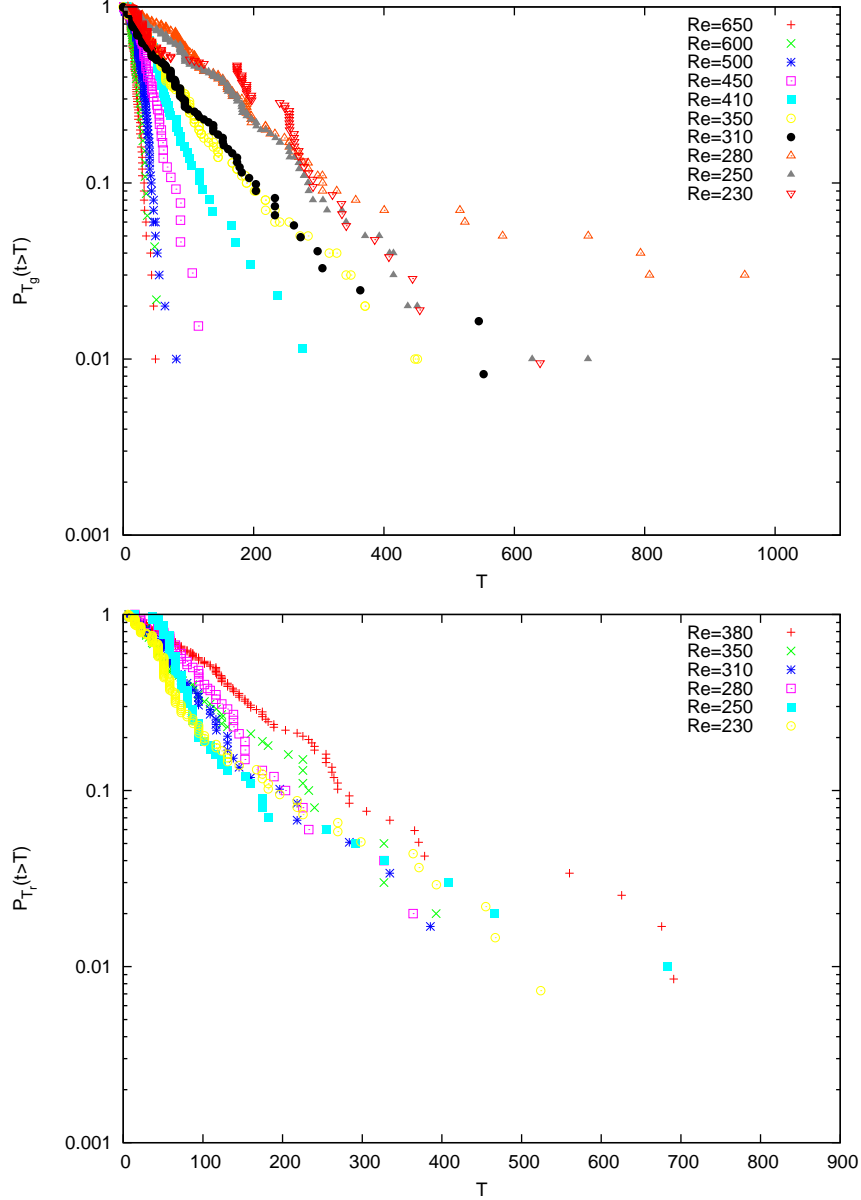 1
0.1
0.01
0.001
0 200 400 600 800 1000
P_{T_g}(t>T)
T
Re=650
Re=600
Re=500
Re=450
Re=410
Re=350
Re=310
Re=280
Re=250
Re=230
1
0.1
0.01
0.001
0 100 200 300 400 500 600 700 800 900
P_{T_r}(t>T)
T
Re=380
Re=350
Re=310
Re=280
Re=250
Re=230